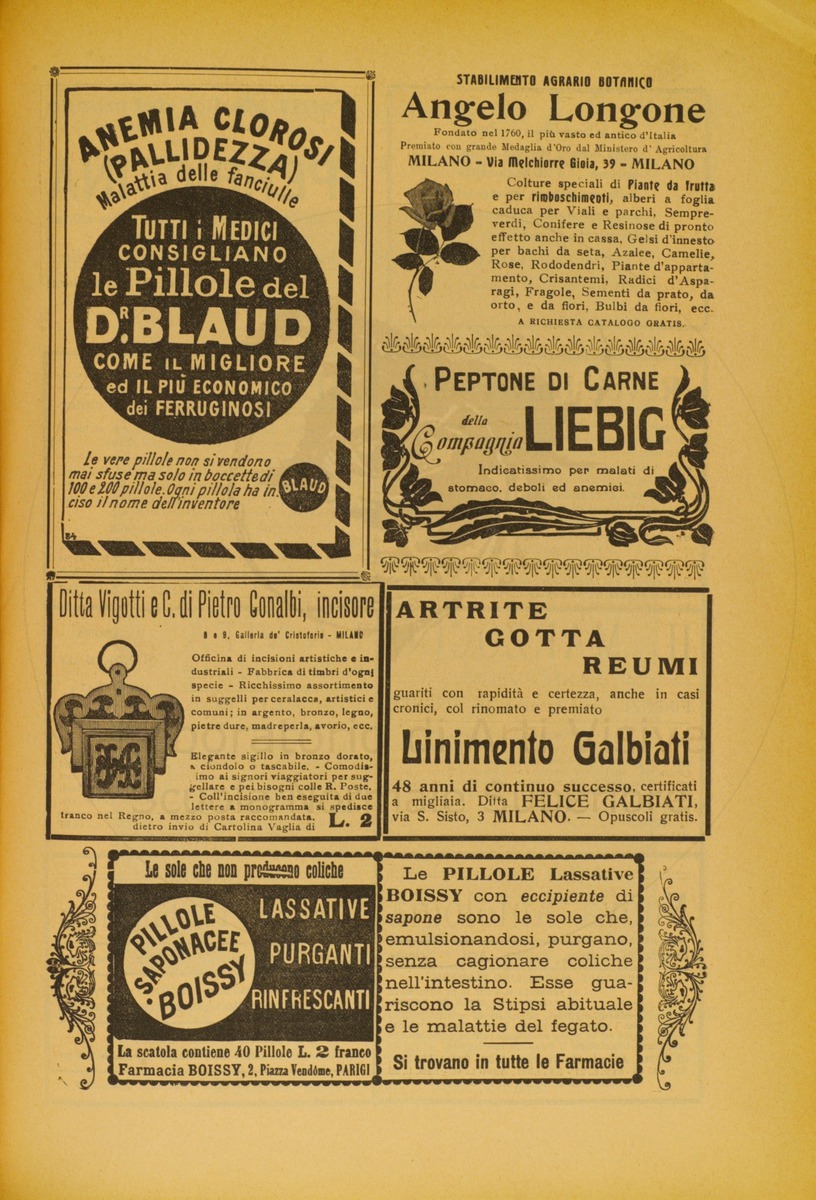 ANEMIA CLOROSI
(PALLIDEZZA)
Malattia delle fanciulle
TUTTI i MEDICI
CONSIGLIANO
le Pillole del
DR. BLAUD
COME IL MIGLIORE
ed IL PIÙ ECONOMICO
dei FERRUGINOSI
Le vere pillole non si vendono
mai sfuse ma solo in boccette di
100 e 200 pillole. Ogni pillola ha in
ciso il nome dell'inventore
BLAUD
84
STABILIMENTO AGRARIO BOTANICO
Angelo Longone
Fondato nel 1760, il più vasto ed antico d'Italia
Premiato con grande Medaglia d'Oro dal Ministero d' Agricoltura
MILANO - Via Melchiorre Gioia, 39 - MILANO
Colture speciali di Piante da frutta
e per rimboschimenti, alberi a foglia
caduca per Viali e parchi, Sempre-
verdi, Conifere e Resinose di pronto
effetto anche in cassa, Gelsi d'innesto
per bachi da seta, Azalee, Camelie,
Rose, Rododendri, Piante d'apparta-
mento, Crisantemi, Radici d'Aspa-
ragi, Fragole, Sementi da prato, da
orto, e da fiori, Bulbi da fiori, ecc.
A RICHIESTA CATALOGO GRATIS.
PEPTONE DI CARNE
della
Compagnia LIEBIG
Indicatissimo per malati di
stomaco, deboli ed anemici.
Ditta Vigotti e C. di Pietro Conalbi, incisore
8 e 9, Galleria de' Cristoforis - MILANO
Officina di incisioni artistiche e in-
dustriali - Fabbrica di timbri d'ogni
specie - Ricchissimo assortimento
in suggelli per ceralacca, artistici e
comuni; in argento, bronzo, legno,
pietre dure, madreperla, avorio, ecc.
Elegante sigillo in bronzo dorato,
a ciondolo o tascabile. - Comodis-
imo ai signori viaggiatori per sug-
gellare e pei bisogni colle R. Poste.
- Coll'incisione ben eseguita di due
lettere a monogramma si spedisce
franco nel Regno, a mezzo posta raccomandata,
dietro invio di Cartolina Vaglia di L. 2
ARTRITE
GOTTA
REUMI
guariti con rapidità e certezza, anche in casi
cronici, col rinomato e premiato
Linimento Galbiati
48 anni di continuo successo, certificati
a migliaia. Ditta FELICE GALBIATI,
via S. Sisto, 3 MILANO. — Opuscoli gratis.
Le sole che non producono coliche
PILLOLE
SAPONACEE
BOISSY
LASSATIVE
PURGANTI
RINFRESCANTI
La scatola contiene 40 Pillole L. 2 franco
Farmacia BOISSY, 2, Piazza Vendôme, PARIGI
Le PILLOLE Lassative
BOISSY con eccipiente di
sapone sono le sole che,
emulsionandosi, purgano,
senza cagionare coliche
nell'intestino. Esse gua-
riscono la Stipsi abituale
e le malattie del fegato.
Si trovano in tutte le Farmacie